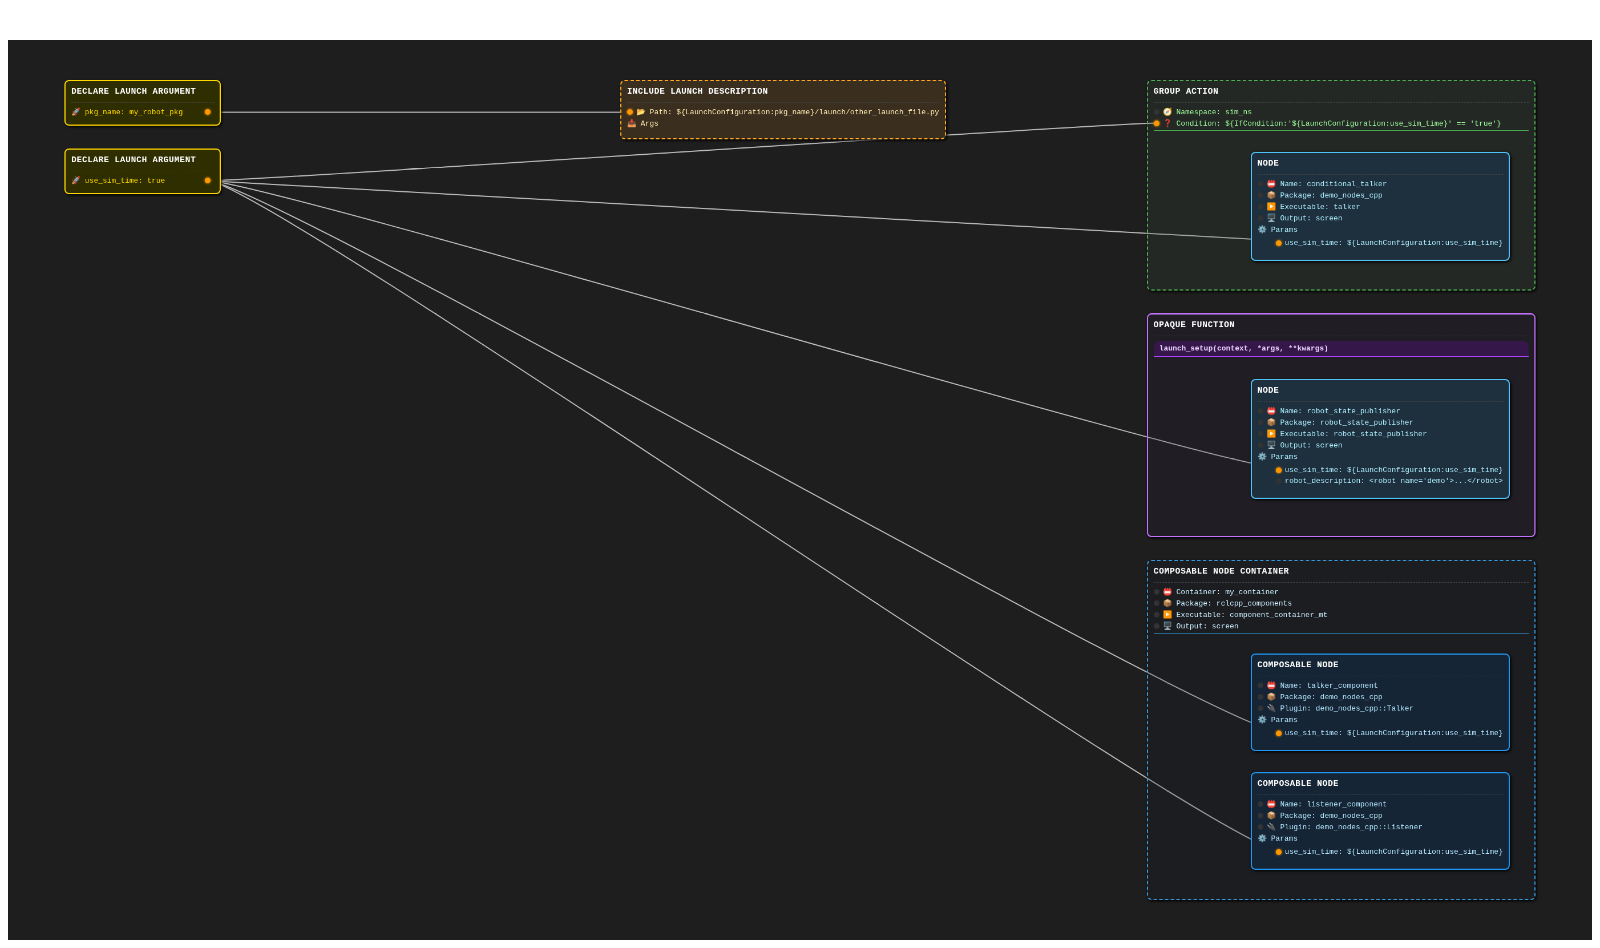 DECLARE LAUNCH ARGUMENT
🚀 pkg_name: my_robot_pkg
DECLARE LAUNCH ARGUMENT
🚀 use_sim_time: true
INCLUDE LAUNCH DESCRIPTION
📂 Path: ${LaunchConfiguration:pkg_name}/launch/other_launch_file.py
📥 Args
GROUP ACTION
🧭 Namespace: sim_ns
❓ Condition: ${IfCondition:'${LaunchConfiguration:use_sim_time}' == 'true'}
NODE
📛 Name: conditional_talker
📦 Package: demo_nodes_cpp
▶️ Executable: talker
🖥️ Output: screen
⚙️ Params
use_sim_time: ${LaunchConfiguration:use_sim_time}
OPAQUE FUNCTION
launch_setup(context, *args, **kwargs)
NODE
📛 Name: robot_state_publisher
📦 Package: robot_state_publisher
▶️ Executable: robot_state_publisher
🖥️ Output: screen
⚙️ Params
use_sim_time: ${LaunchConfiguration:use_sim_time}
robot_description: <robot name='demo'>...</robot>
COMPOSABLE NODE CONTAINER
📛 Container: my_container
📦 Package: rclcpp_components
▶️ Executable: component_container_mt
🖥️ Output: screen
COMPOSABLE NODE
📛 Name: talker_component
📦 Package: demo_nodes_cpp
🔌 Plugin: demo_nodes_cpp::Talker
⚙️ Params
use_sim_time: ${LaunchConfiguration:use_sim_time}
COMPOSABLE NODE
📛 Name: listener_component
📦 Package: demo_nodes_cpp
🔌 Plugin: demo_nodes_cpp::Listener
⚙️ Params
use_sim_time: ${LaunchConfiguration:use_sim_time}